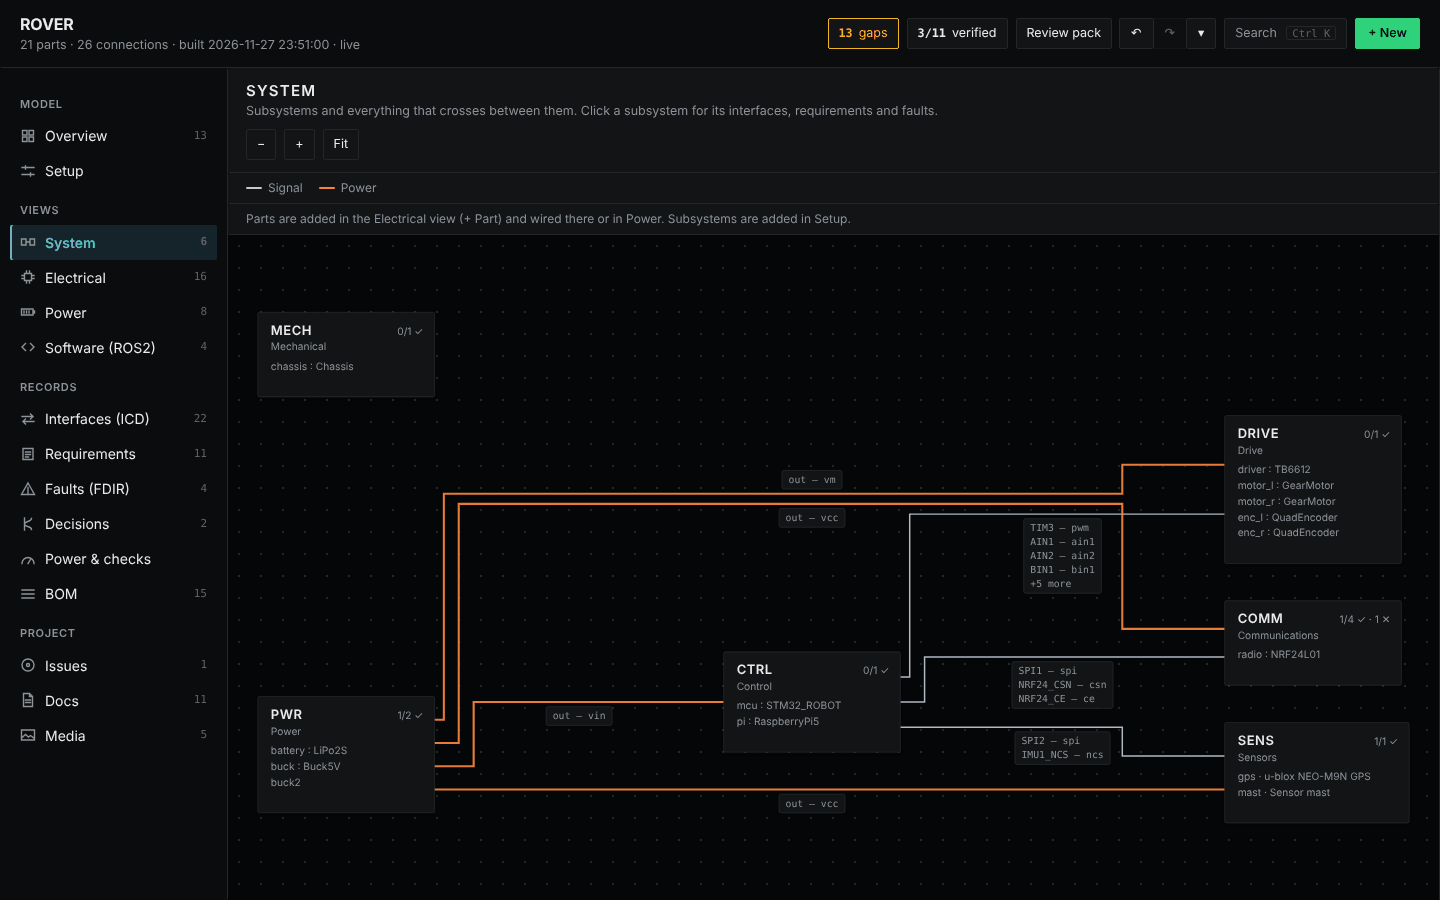 ROVER
21 parts · 26 connections · built 2026-11-27 23:51:00 · live
13 gaps
3/11 verified
Review pack
↶
↷
▾
Search Ctrl K
+ New
MODEL
Overview 13
Setup
VIEWS
System 6
Electrical 16
Power 8
Software (ROS2) 4
RECORDS
Interfaces (ICD) 22
Requirements 11
Faults (FDIR) 4
Decisions 2
Power & checks
BOM 15
PROJECT
Issues 1
Docs 11
Media 5
SYSTEM
Subsystems and everything that crosses between them. Click a subsystem for its interfaces, requirements and faults.
− + Fit
Signal Power
Parts are added in the Electrical view (+ Part) and wired there or in Power. Subsystems are added in Setup.
MECH 0/1 ✓
Mechanical
chassis : Chassis
DRIVE 0/1 ✓
Drive
driver : TB6612
motor_l : GearMotor
motor_r : GearMotor
enc_l : QuadEncoder
enc_r : QuadEncoder
out — vm
out — vcc
TIM3 — pwm
AIN1 — ain1
AIN2 — ain2
BIN1 — bin1
+5 more
COMM 1/4 ✓ · 1 ✕
Communications
radio : NRF24L01
CTRL 0/1 ✓
Control
mcu : STM32_ROBOT
pi : RaspberryPi5
SPI1 — spi
NRF24_CSN — csn
NRF24_CE — ce
PWR 1/2 ✓
Power
battery : LiPo2S
buck : Buck5V
buck2
out — vin
SPI2 — spi
IMU1_NCS — ncs
SENS 1/1 ✓
Sensors
gps · u-blox NEO-M9N GPS
mast · Sensor mast
out — vcc